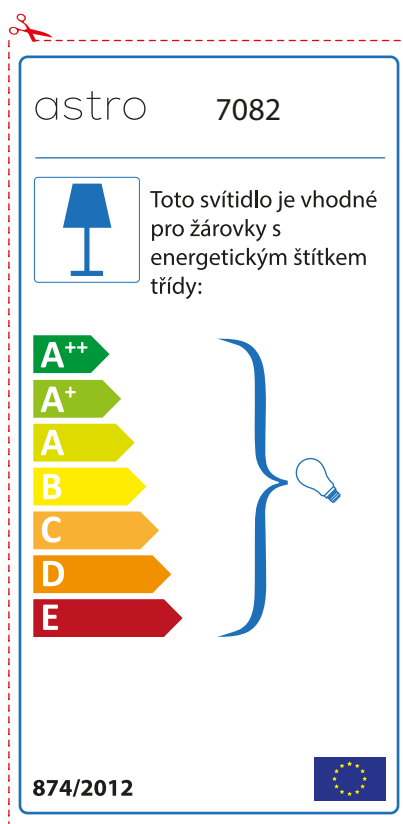 astro 7082
Toto svítidlo je vhodné
pro žárovky s
energetickým štítkem
třídy:
A++
A+
A
B
C
D
E
874/2012